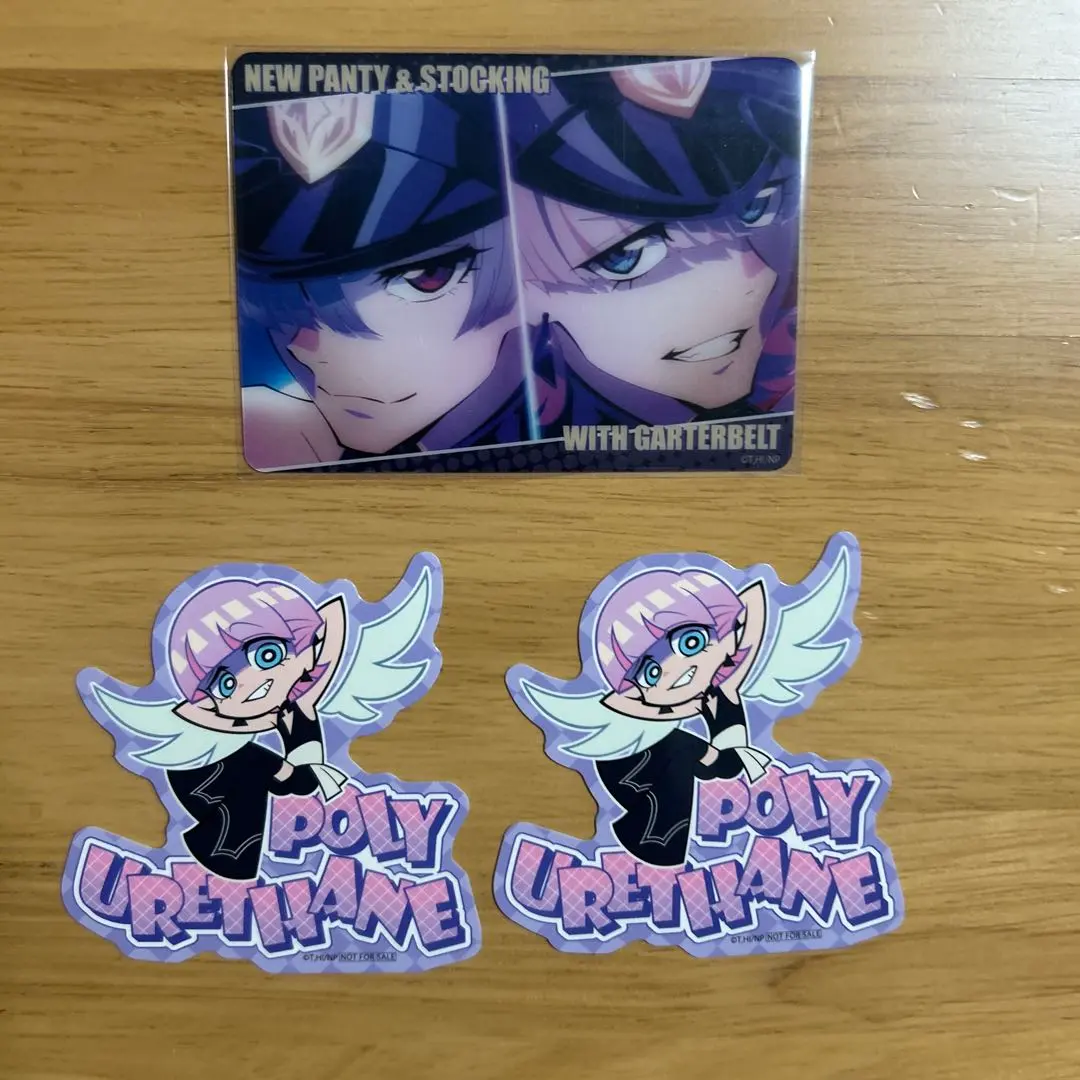 NEW PANTY & STOCKING
WITH GARTERBELT
©T,HI/NP
POLY
URETHANE
©T,HI/NP NOT FOR SALE
POLY
URETHANE
©T,HI/NP NOT FOR SALE